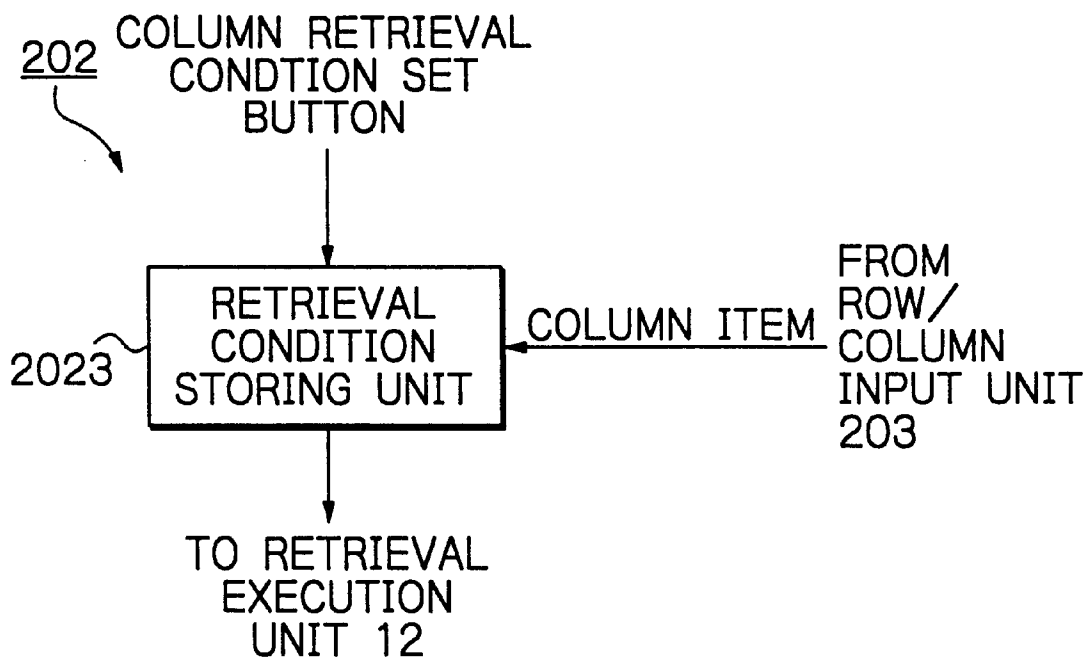 202
COLUMN RETRIEVAL
CONDTION SET
BUTTON
2023
RETRIEVAL
CONDITION
STORING UNIT
COLUMN ITEM
FROM
ROW/
COLUMN
INPUT UNIT
203
TO RETRIEVAL
EXECUTION
UNIT 12